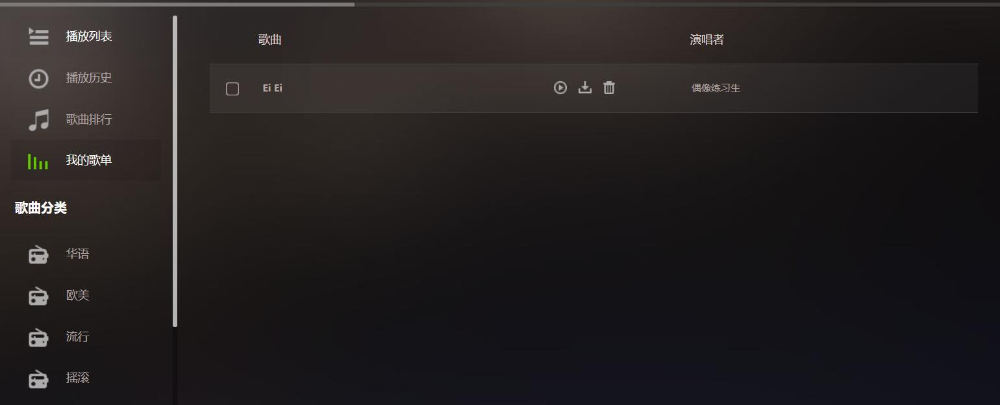 播放列表
播放历史
歌曲排行
我的歌单
歌曲分类
华语
欧美
流行
摇滚
歌曲 演唱者
Ei Ei 偶像练习生